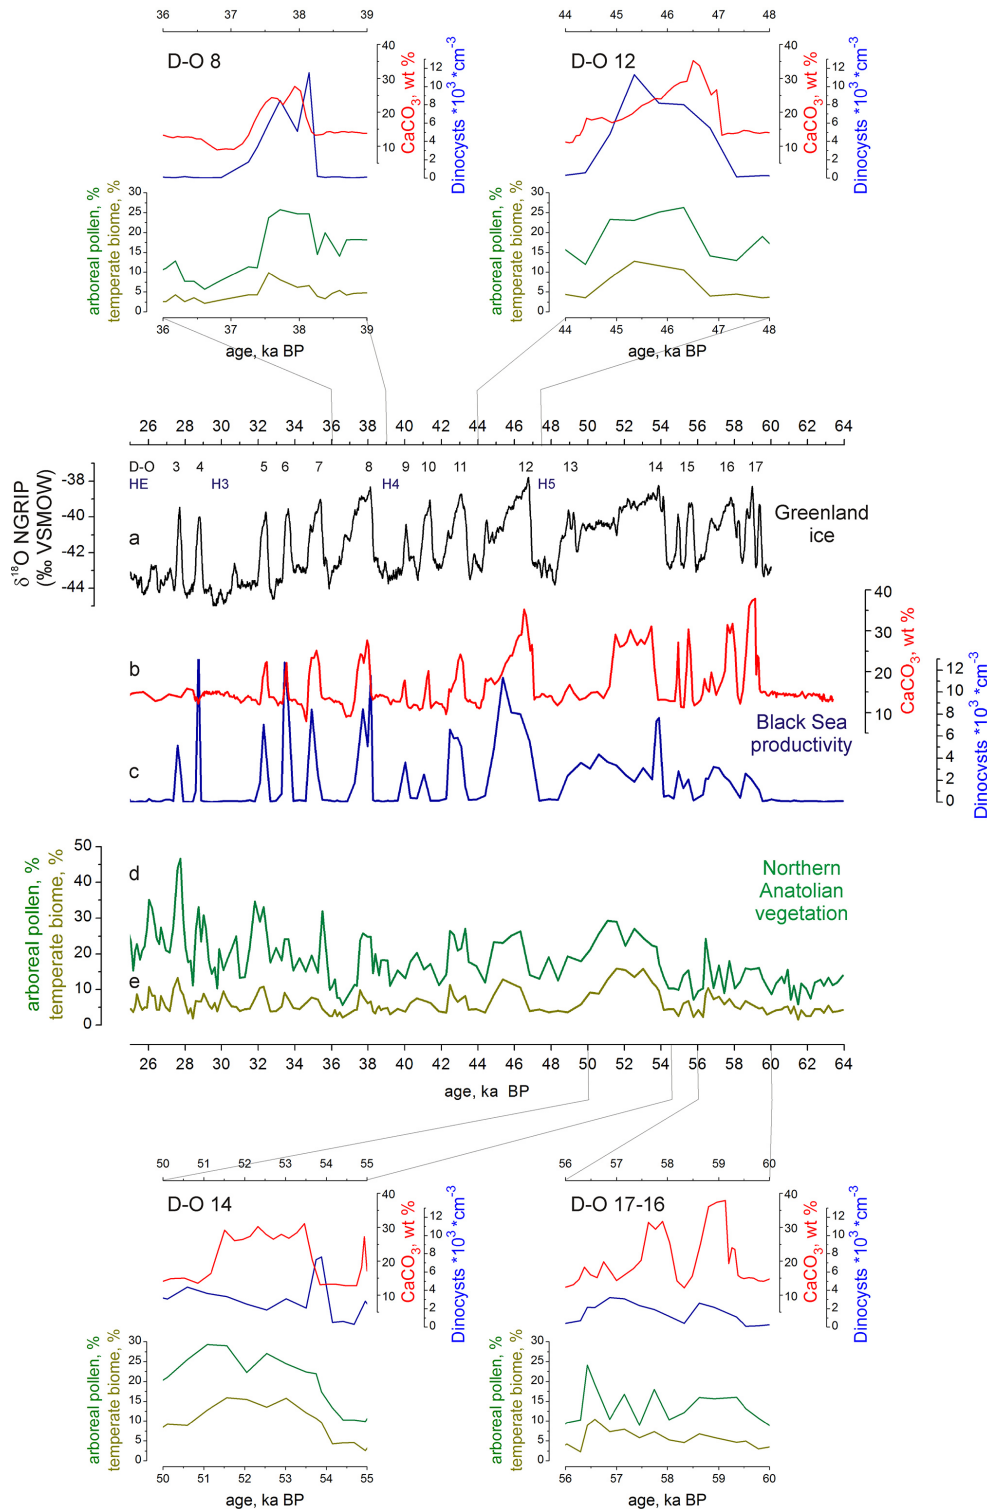 36 37 38 39
44 45 46 47 48
D-O 8
40
30
20
10
CaCO3, wt %
12
10
8
6
4
2
0
Dinocysts *10^3 *cm^-3
D-O 12
40
30
20
10
CaCO3, wt %
12
10
8
6
4
2
0
Dinocysts *10^3 *cm^-3
arboreal pollen, %
temperate biome, %
30
25
20
15
10
5
0
arboreal pollen, %
temperate biome, %
30
25
20
15
10
5
0
36 37 38 39
age, ka BP
44 45 46 47 48
age, ka BP
26 28 30 32 34 36 38 40 42 44 46 48 50 52 54 56 58 60 62 64
D-O 3 4 5 6 7 8 9 10 11 12 13 14 15 16 17
HE H3 H4 H5
δ18O NGRIP
(‰ VSMOW)
-38
-40
-42
-44
a
Greenland
ice
b
40
30
20
10
CaCO3, wt %
c
Black Sea
productivity
12
10
8
6
4
2
0
Dinocysts *10^3 *cm^-3
arboreal pollen, %
temperate biome, %
50
40
30
20
10
0
d
e
Northern
Anatolian
vegetation
26 28 30 32 34 36 38 40 42 44 46 48 50 52 54 56 58 60 62 64
age, ka BP
50 51 52 53 54 55
56 57 58 59 60
D-O 14
40
30
20
10
CaCO3, wt %
12
10
8
6
4
2
0
Dinocysts *10^3 *cm^-3
D-O 17-16
40
30
20
10
CaCO3, wt %
12
10
8
6
4
2
0
Dinocysts *10^3 *cm^-3
arboreal pollen, %
temperate biome, %
30
25
20
15
10
5
0
arboreal pollen, %
temperate biome, %
30
25
20
15
10
5
0
50 51 52 53 54 55
age, ka BP
56 57 58 59 60
age, ka BP